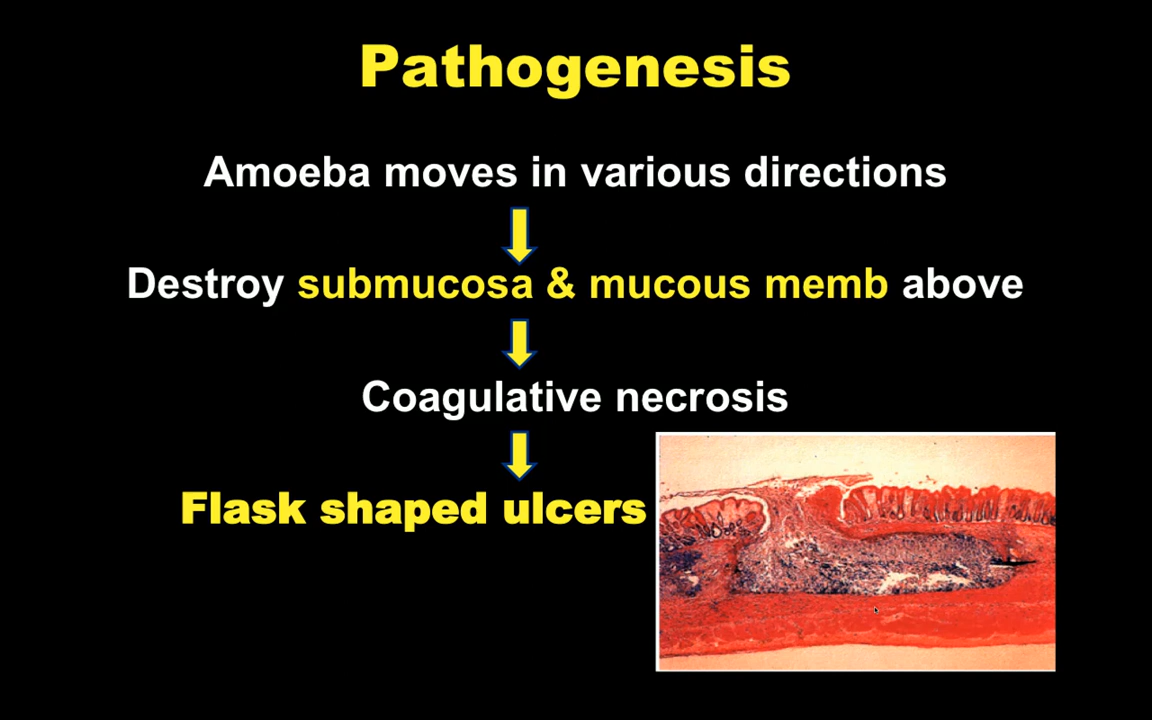 Pathogenesis
Amoeba moves in various directions
Destroy submucosa & mucous memb above
Coagulative necrosis
Flask shaped ulcers